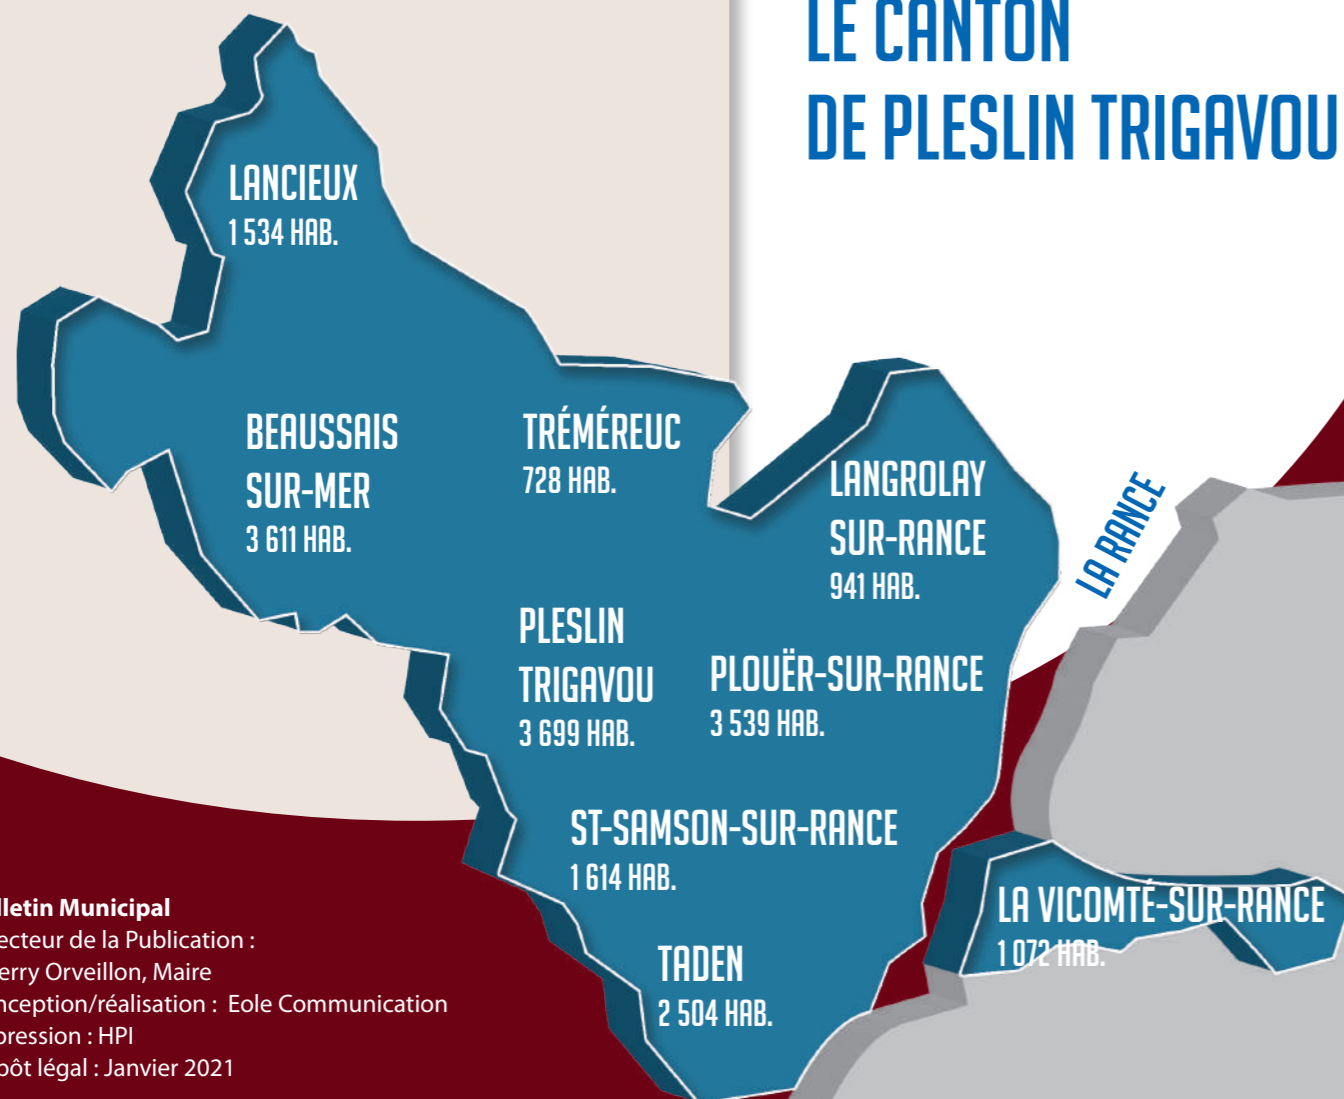 LE CANTON
DE PLESLIN TRIGAVOU
LANCIEUX
1 534 HAB.
BEAUSSAIS
SUR-MER
3 611 HAB.
TRÉMÉREUC
728 HAB.
LANGROLAY
SUR-RANCE
941 HAB.
LA RANCE
PLESLIN
TRIGAVOU
3 699 HAB.
PLOUËR-SUR-RANCE
3 539 HAB.
ST-SAMSON-SUR-RANCE
1 614 HAB.
LA VICOMTÉ-SUR-RANCE
1 072 HAB.
TADEN
2 504 HAB.
lletin Municipal
ecteur de la Publication :
erry Orveillon, Maire
nception/réalisation : Eole Communication
pression : HPI
pôt légal : Janvier 2021